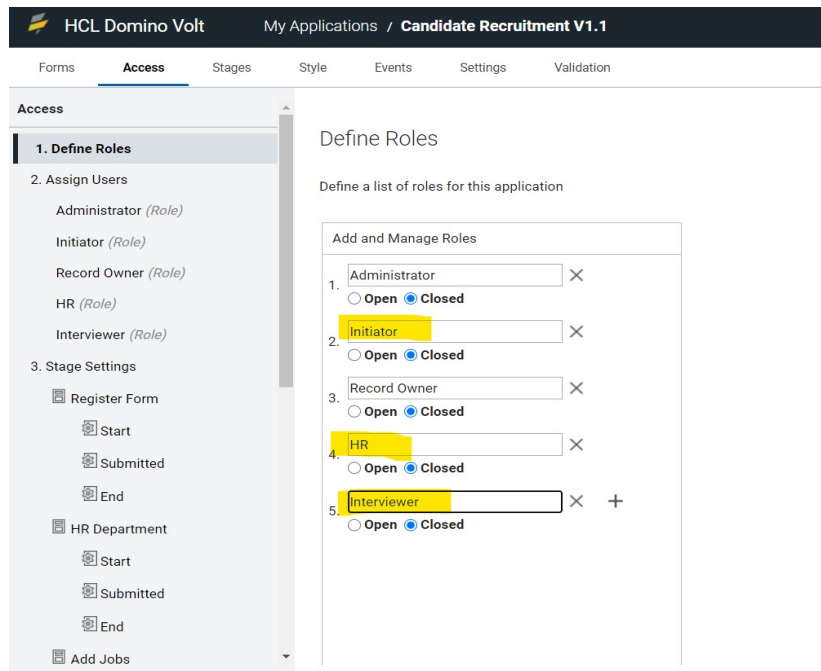 HCL Domino Volt My Applications / Candidate Recruitment V1.1
Forms Access Stages Style Events Settings Validation
Access
1. Define Roles
2. Assign Users
Administrator (Role)
Initiator (Role)
Record Owner (Role)
HR (Role)
Interviewer (Role)
3. Stage Settings
Register Form
Start
Submitted
End
HR Department
Start
Submitted
End
Add Jobs
Define Roles
Define a list of roles for this application
Add and Manage Roles
1. Administrator
Open Closed
2. Initiator
Open Closed
3. Record Owner
Open Closed
4. HR
Open Closed
5. Interviewer
Open Closed